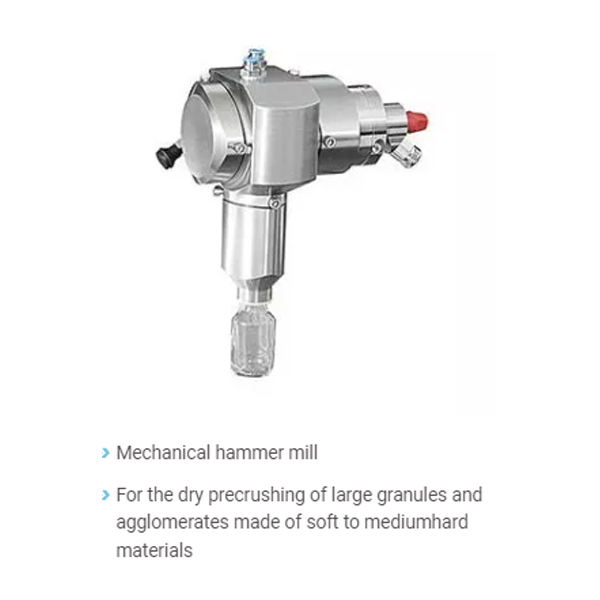 Mechanical hammer mill
For the dry precrushing of large granules and
agglomerates made of soft to mediumhard
materials